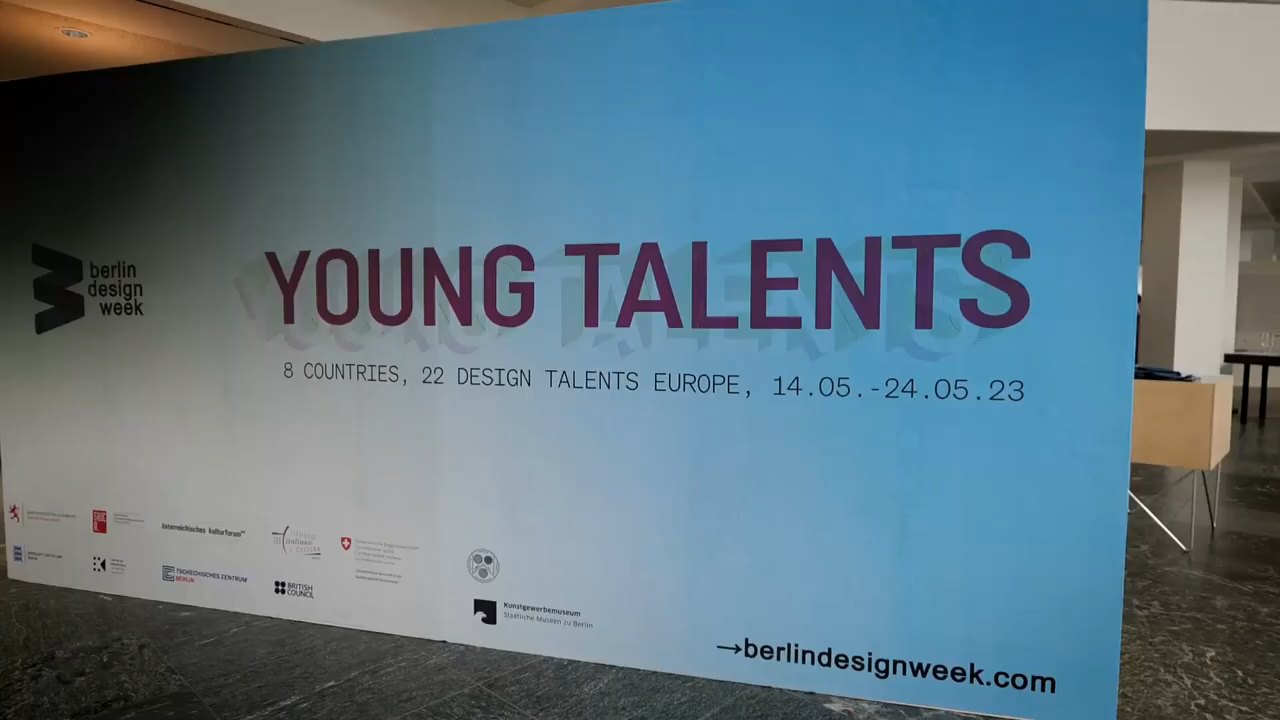 berlin
design
week
YOUNG TALENTS
8 COUNTRIES, 22 DESIGN TALENTS EUROPE, 14.05.-24.05.23
österreichisches kulturforum
TSCHECHISCHES ZENTRUM
BERLIN
BRITISH
COUNCIL
Kunstgewerbemuseum
Staatliche Museen zu Berlin
→berlindesignweek.com